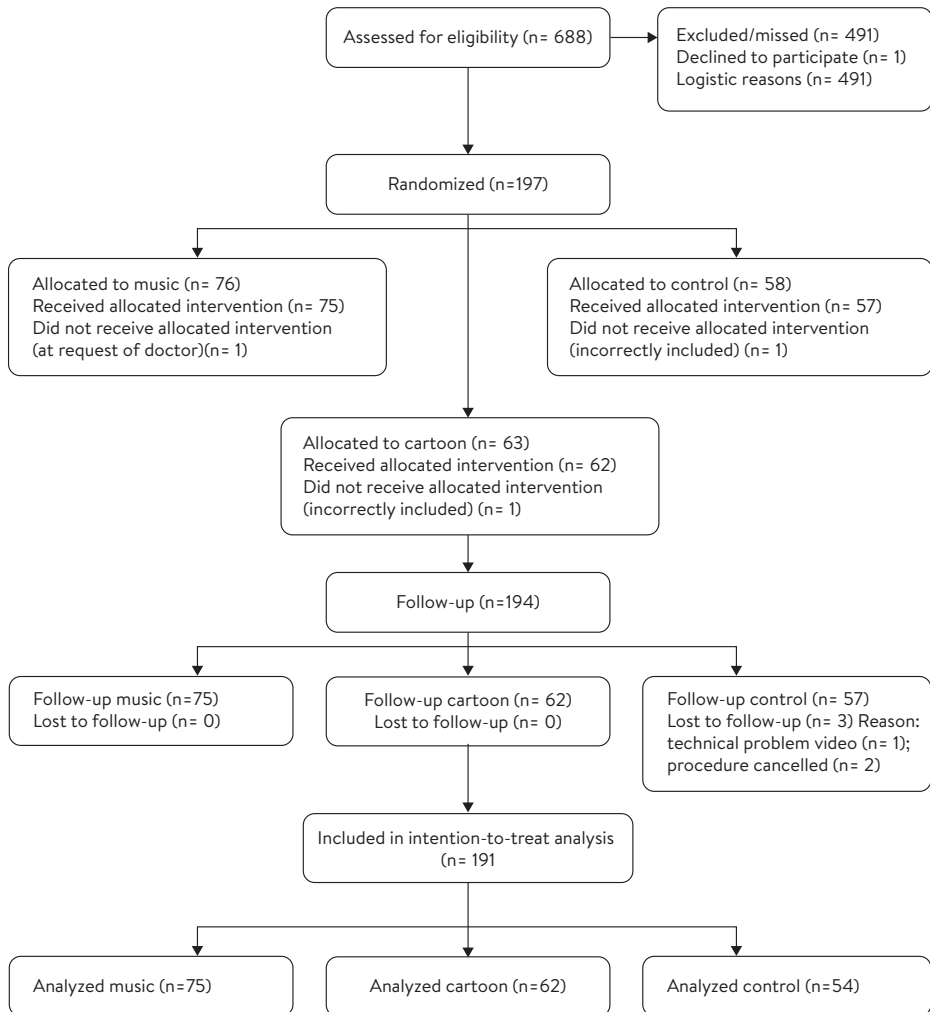 Assessed for eligibility (n= 688)
Excluded/missed (n= 491)
Declined to participate (n= 1)
Logistic reasons (n= 491)
Randomized (n=197)
Allocated to music (n= 76)
Received allocated intervention (n= 75)
Did not receive allocated intervention
(at request of doctor)(n= 1)
Allocated to control (n= 58)
Received allocated intervention (n= 57)
Did not receive allocated intervention
(incorrectly included) (n= 1)
Allocated to cartoon (n= 63)
Received allocated intervention (n= 62)
Did not receive allocated intervention
(incorrectly included) (n= 1)
Follow-up (n=194)
Follow-up music (n=75)
Lost to follow-up (n= 0)
Follow-up cartoon (n= 62)
Lost to follow-up (n= 0)
Follow-up control (n= 57)
Lost to follow-up (n= 3) Reason:
technical problem video (n= 1);
procedure cancelled (n= 2)
Included in intention-to-treat analysis
(n= 191
Analyzed music (n=75)
Analyzed cartoon (n=62)
Analyzed control (n=54)